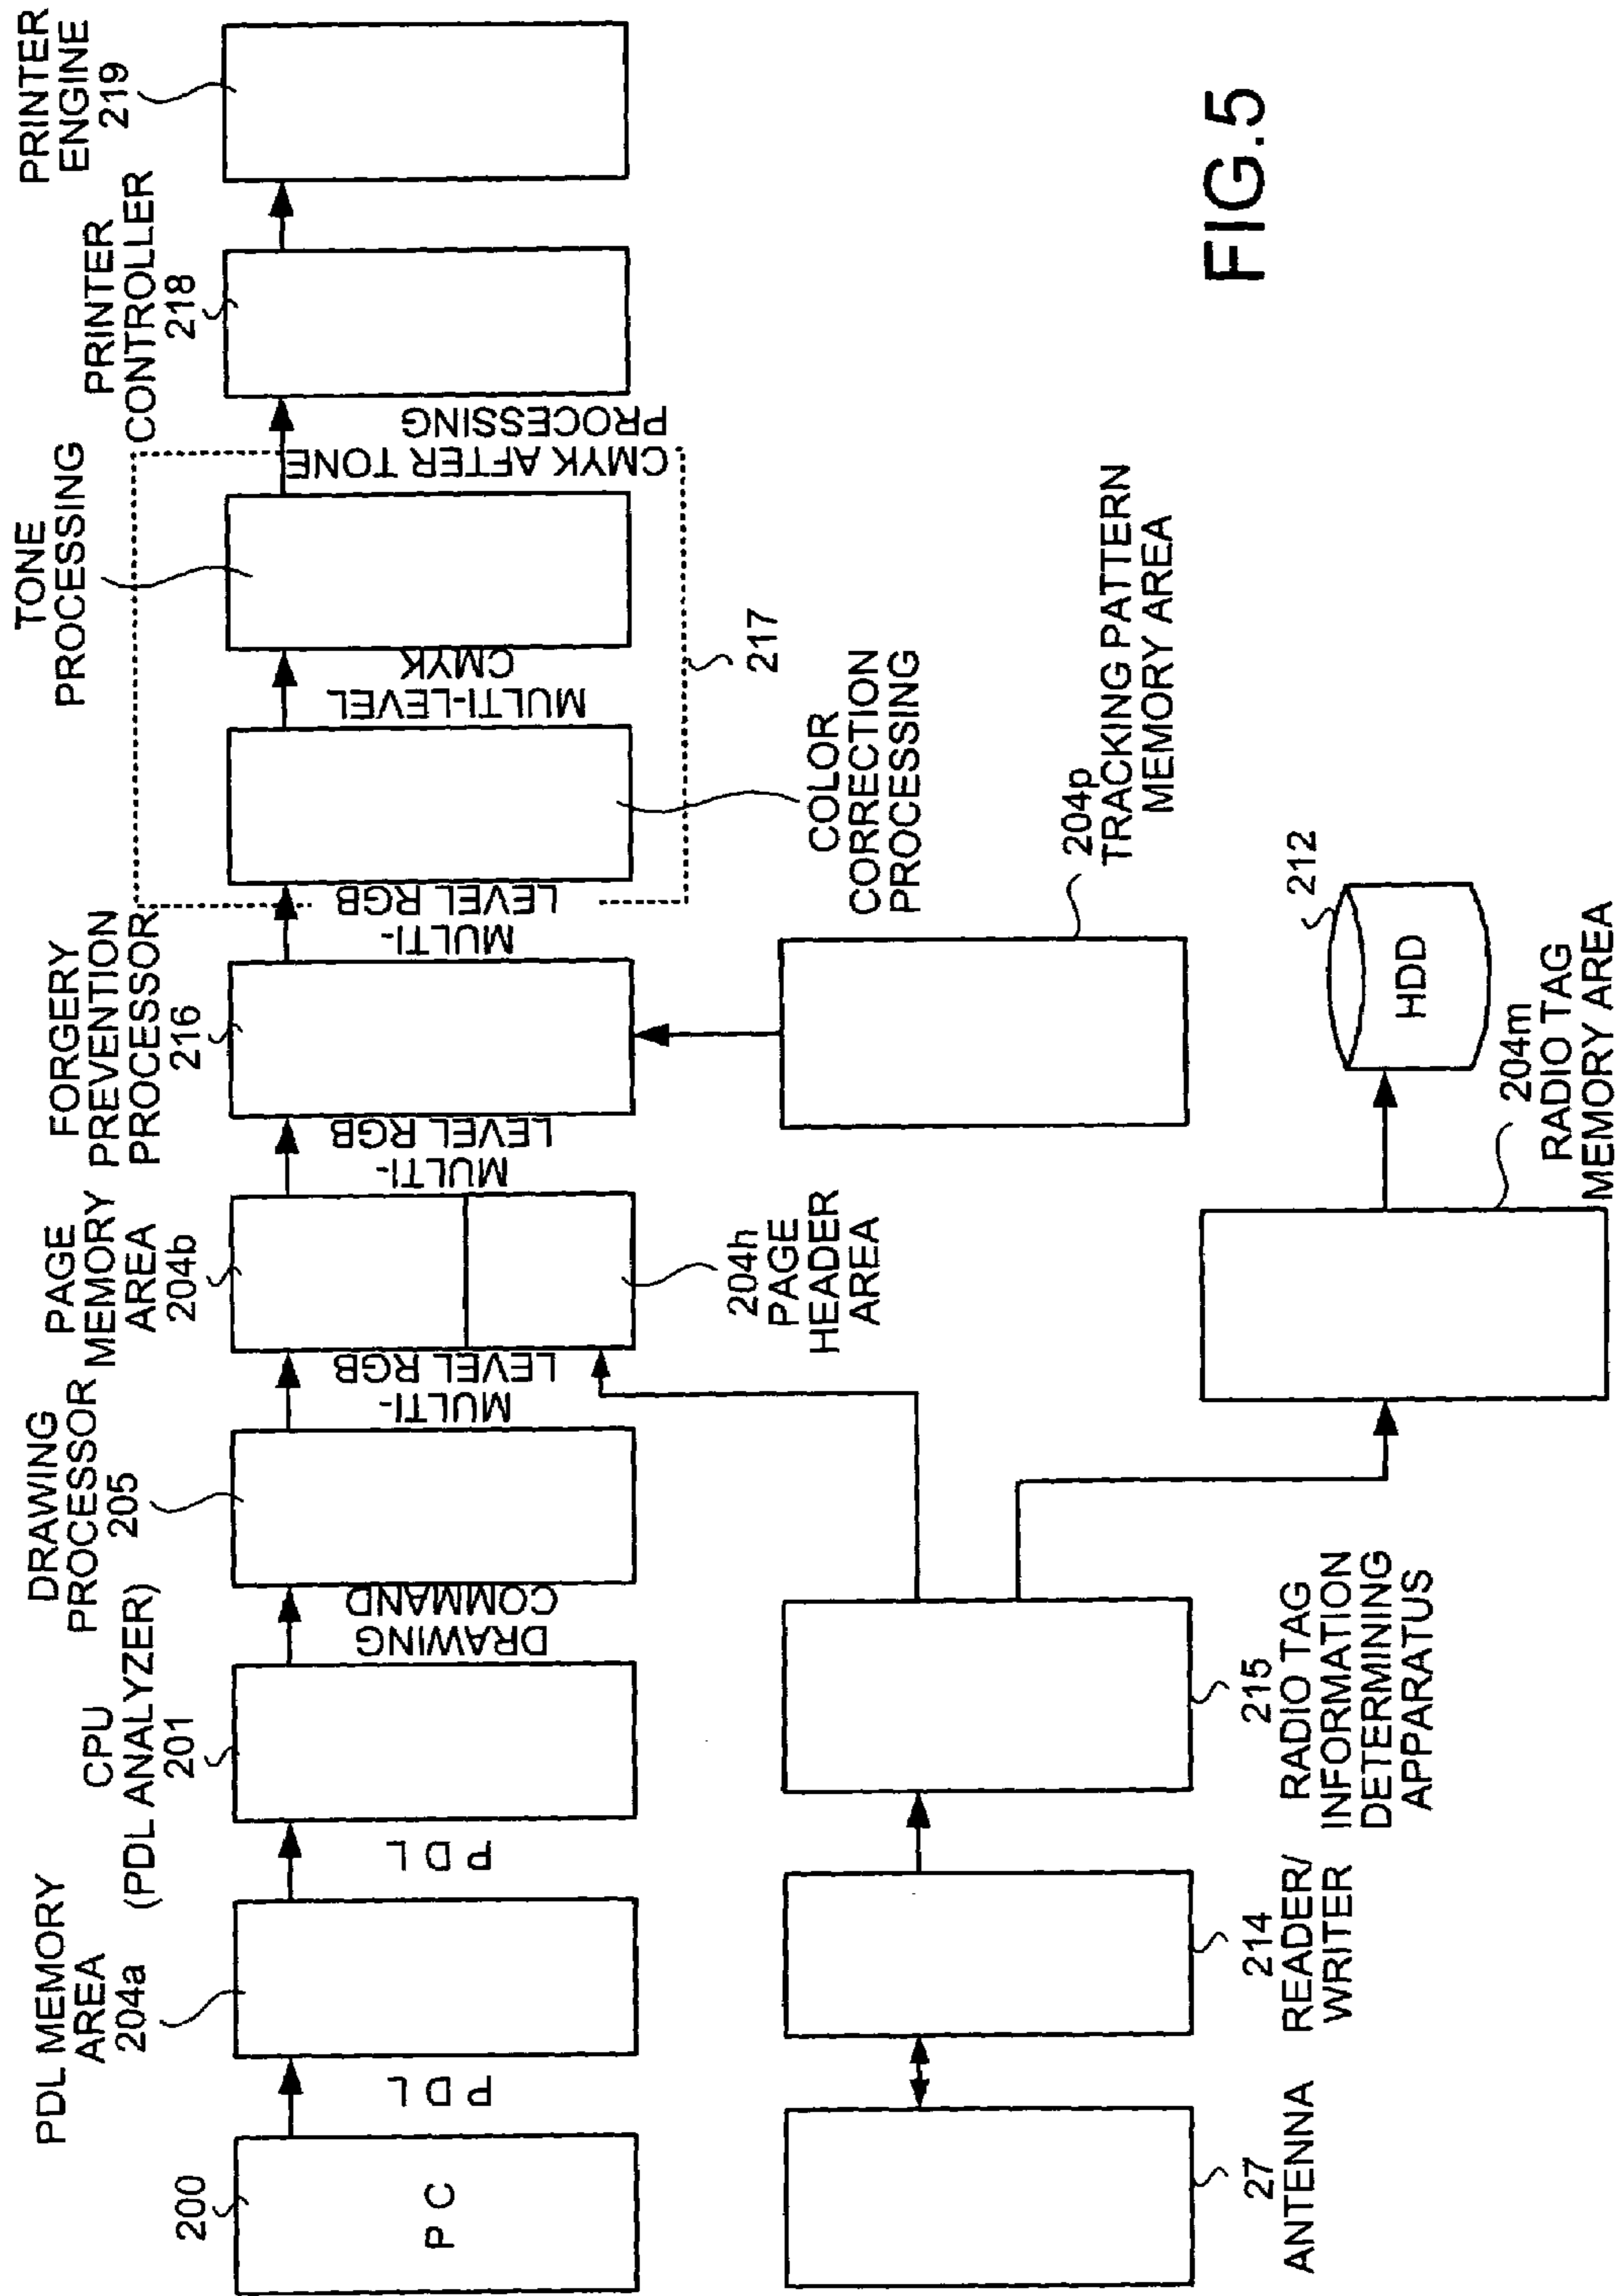 PDL MEMORY
AREA
204a
CPU
(PDL ANALYZER)
201
DRAWING
PROCESSOR
205
PAGE
MEMORY
AREA
204b
FORGERY
PREVENTION
PROCESSOR
216
TONE
PROCESSING
PRINTER
CONTROLLER
218
PRINTER
ENGINE
219
200
P C
P D L
P D L
DRAWING
COMMAND
MULTI-
LEVEL RGB
MULTI-
LEVEL RGB
MULTI-
LEVEL RGB
MULTI-LEVEL
CMYK
CMYK AFTER TONE
PROCESSING
204h
PAGE
HEADER
AREA
COLOR
CORRECTION
PROCESSING
217
204p
TRACKING PATTERN
MEMORY AREA
27
ANTENNA
214
READER/
WRITER
215
RADIO TAG
INFORMATION
DETERMINING
APPARATUS
212
HDD
204m
RADIO TAG
MEMORY AREA
FIG.5